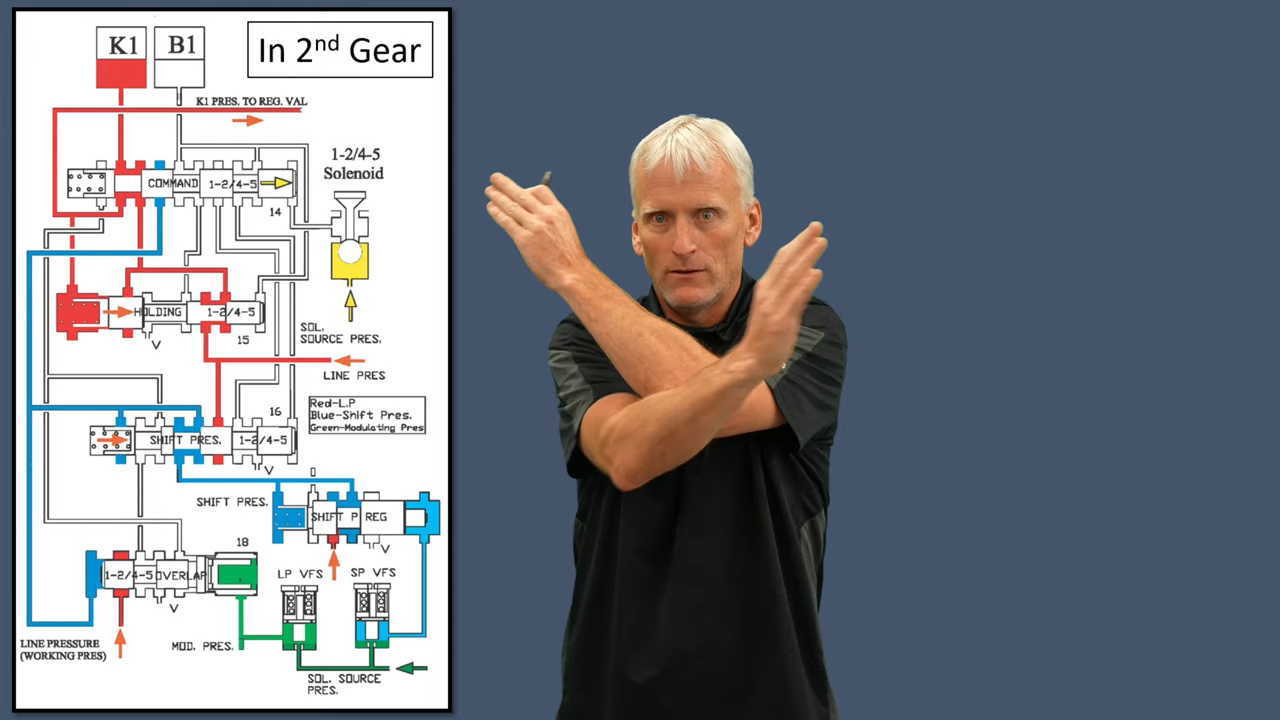 In 2nd Gear
K1
B1
K1 PRES. TO REG. VAL
1-2/4-5
Solenoid
COMMAND
1-2/4-5
14
HOLDING
1-2/4-5
SOL.
SOURCE PRES.
V
15
LINE PRES
16
Red-L.P
Blue-Shift Pres.
Green-Modulating Pres
SHIFT PRES.
1-2/4-5
V
SHIFT PRES.
SHIFT P REG
V
18
LP VFS
SP VFS
1-2/4-5
OVERLAP
V
LINE PRESSURE
(WORKING PRES)
MOD. PRES.
SOL. SOURCE
PRES.